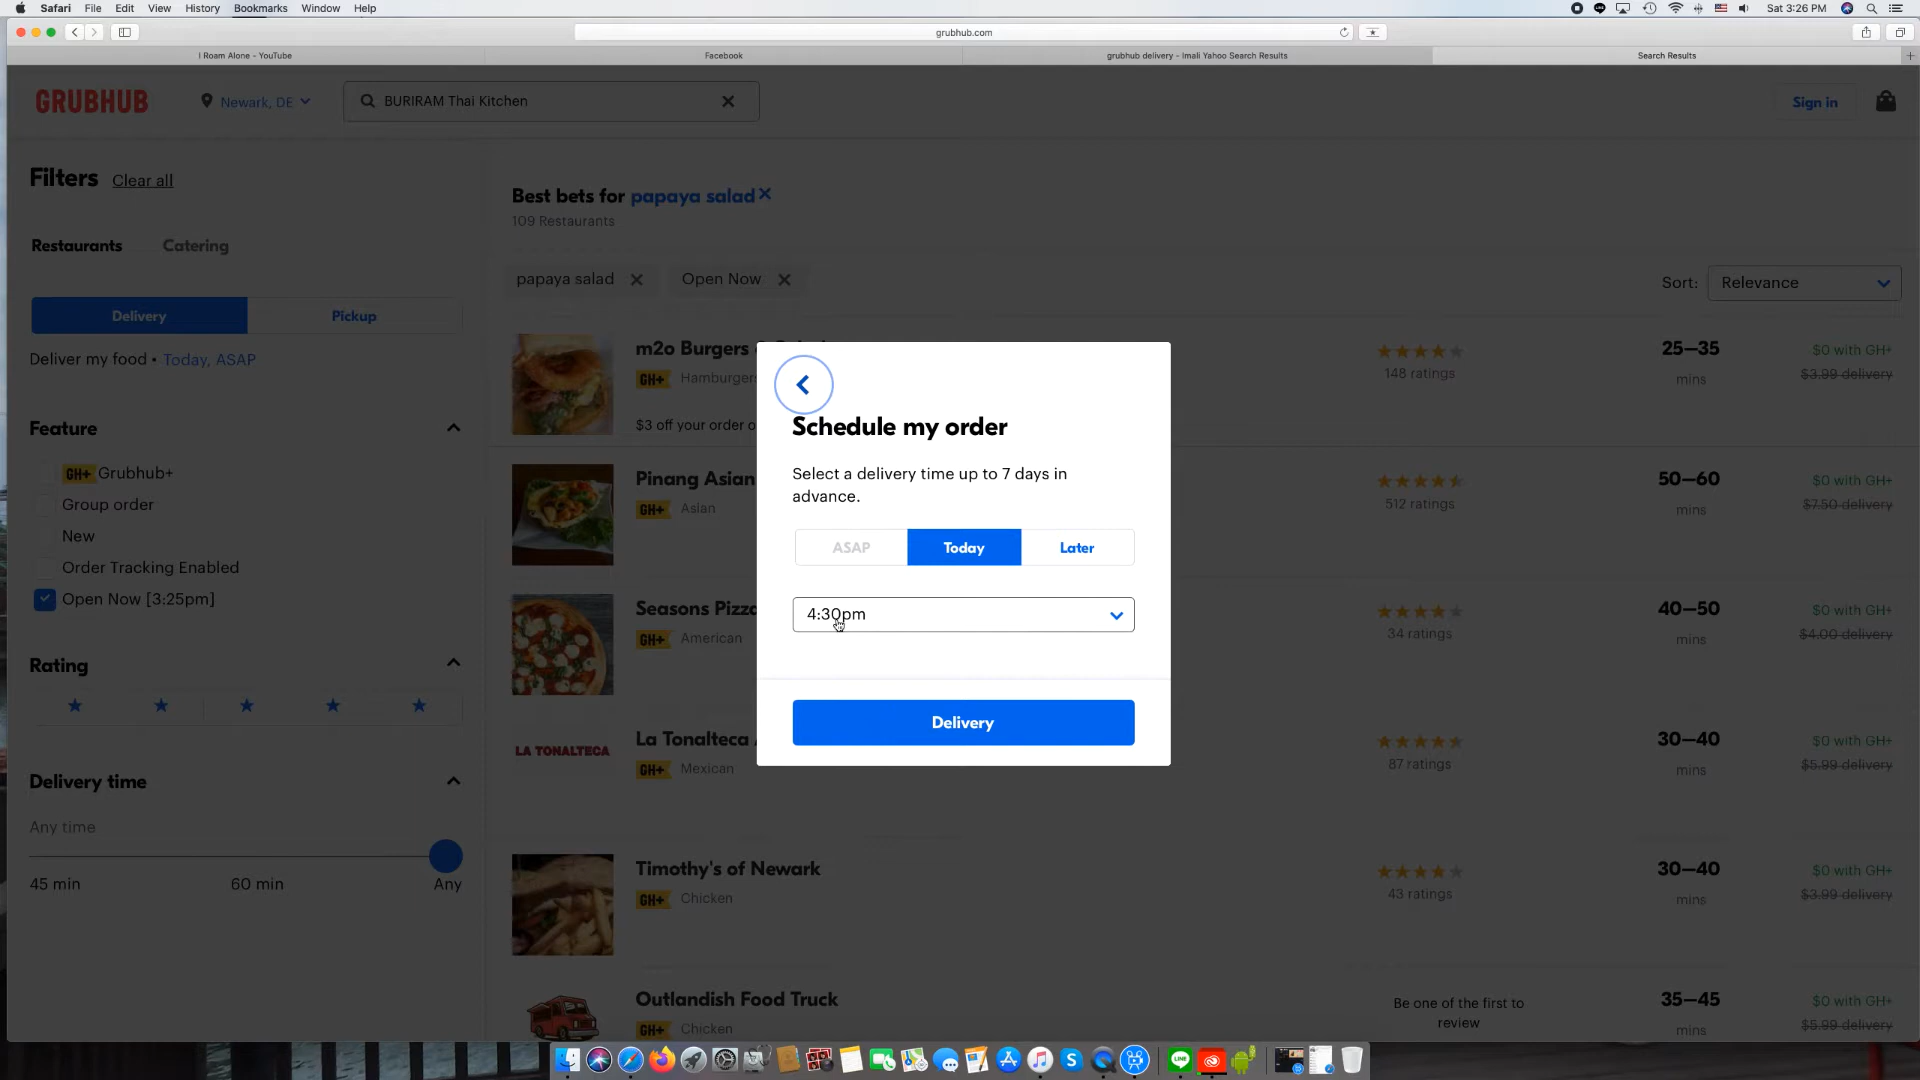 Safari File Edit View History Bookmarks Window Help
Sat 3:26 PM
grubhub.com
I Roam Alone - YouTube
Facebook
grubhub delivery - Imali Yahoo Search Results
Search Results
GRUBHUB
Newark, DE
BURIRAM Thai Kitchen
Sign in
Filters Clear all
Restaurants Catering
Delivery Pickup
Deliver my food • Today, ASAP
Feature
GH+ Grubhub+
Group order
New
Order Tracking Enabled
Open Now [3:25pm]
Rating
Delivery time
Any time
45 min 60 min Any
Best bets for papaya salad
109 Restaurants
papaya salad
Open Now
Sort: Relevance
m2o Burgers
GH+
$3 off your order
148 ratings
25–35
mins
$0 with GH+
$3.99 delivery
Pinang Asian
GH+ Asian
512 ratings
50–60
mins
$0 with GH+
$7.50 delivery
Seasons Pizza
GH+ American
34 ratings
40–50
mins
$0 with GH+
$4.00 delivery
LA TONALTECA
La Tonalteca
GH+ Mexican
87 ratings
30–40
mins
$0 with GH+
$5.99 delivery
Timothy's of Newark
GH+ Chicken
43 ratings
30–40
mins
$0 with GH+
$3.99 delivery
Outlandish Food Truck
GH+ Chicken
Be one of the first to
review
35–45
mins
$0 with GH+
$5.99 delivery
Schedule my order
Select a delivery time up to 7 days in
advance.
ASAP Today Later
4:30pm
Delivery
LINE